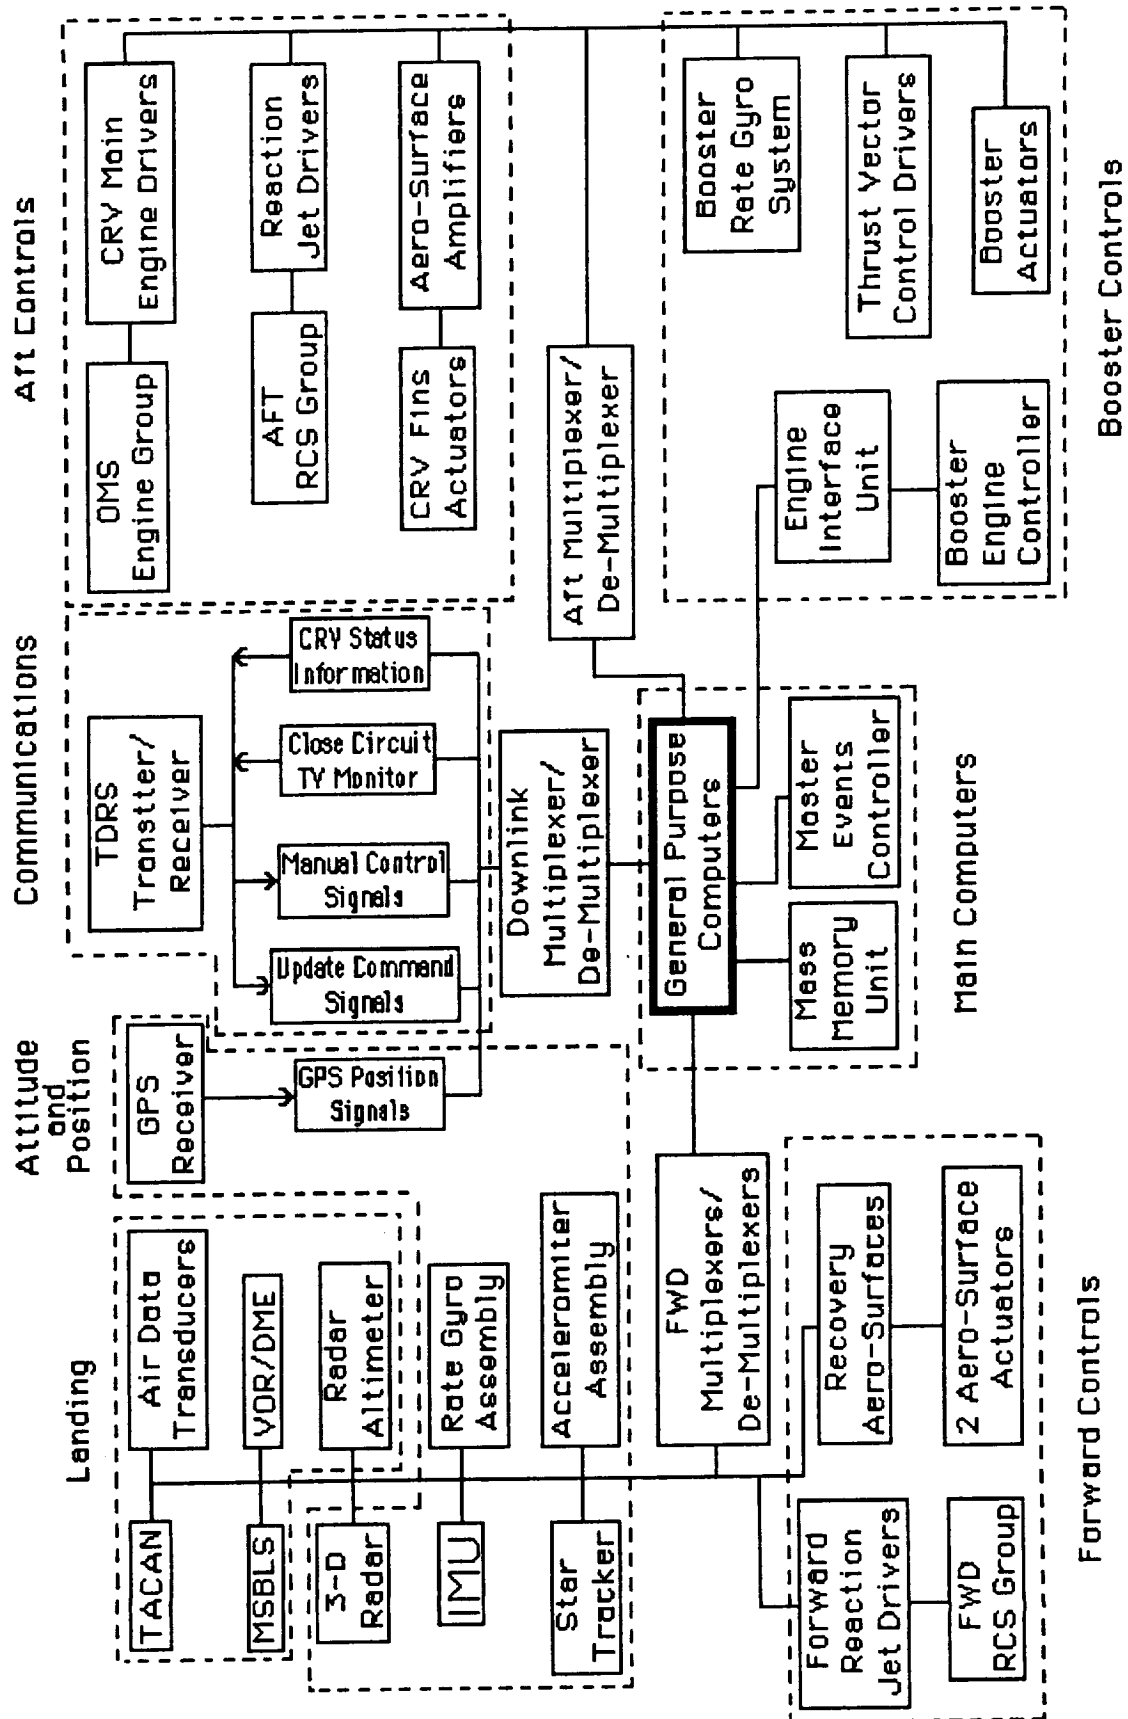 Landing
TACAN
Air Data
Transducers
MSBLS
VOR/DME
3-D
Radar
Radar
Altimeter
IMU
Rate Gyro
Assembly
Star
Tracker
Acceleromiter
Assembly
Attitude
and
Position
GPS
Receiver
GPS Position
Signals
Communications
TDRS
Transtter/
Receiver
Update Command
Signals
Manual Control
Signals
Close Circuit
TV Monitor
CRV Status
Information
Downlink
Multiplexer/
De-Multiplexer
Aft Controls
OMS
Engine Group
CRV Main
Engine Drivers
AFT
RCS Group
Reaction
Jet Drivers
CRV Fins
Actuators
Aero-Surface
Amplifiers
Aft Multiplexer/
De-Multiplexer
FWD
Multiplexers/
De-Multiplexers
General Purpose
Computers
Mass
Memory
Unit
Master
Events
Controller
Main Computers
Forward
Reaction
Jet Drivers
FWD
RCS Group
Recovery
Aero-Surfaces
2 Aero-Surface
Actuators
Forward Controls
Engine
Interface
Unit
Booster
Engine
Controller
Booster
Rate Gyro
System
Thrust Vector
Control Drivers
Booster
Actuators
Booster Controls